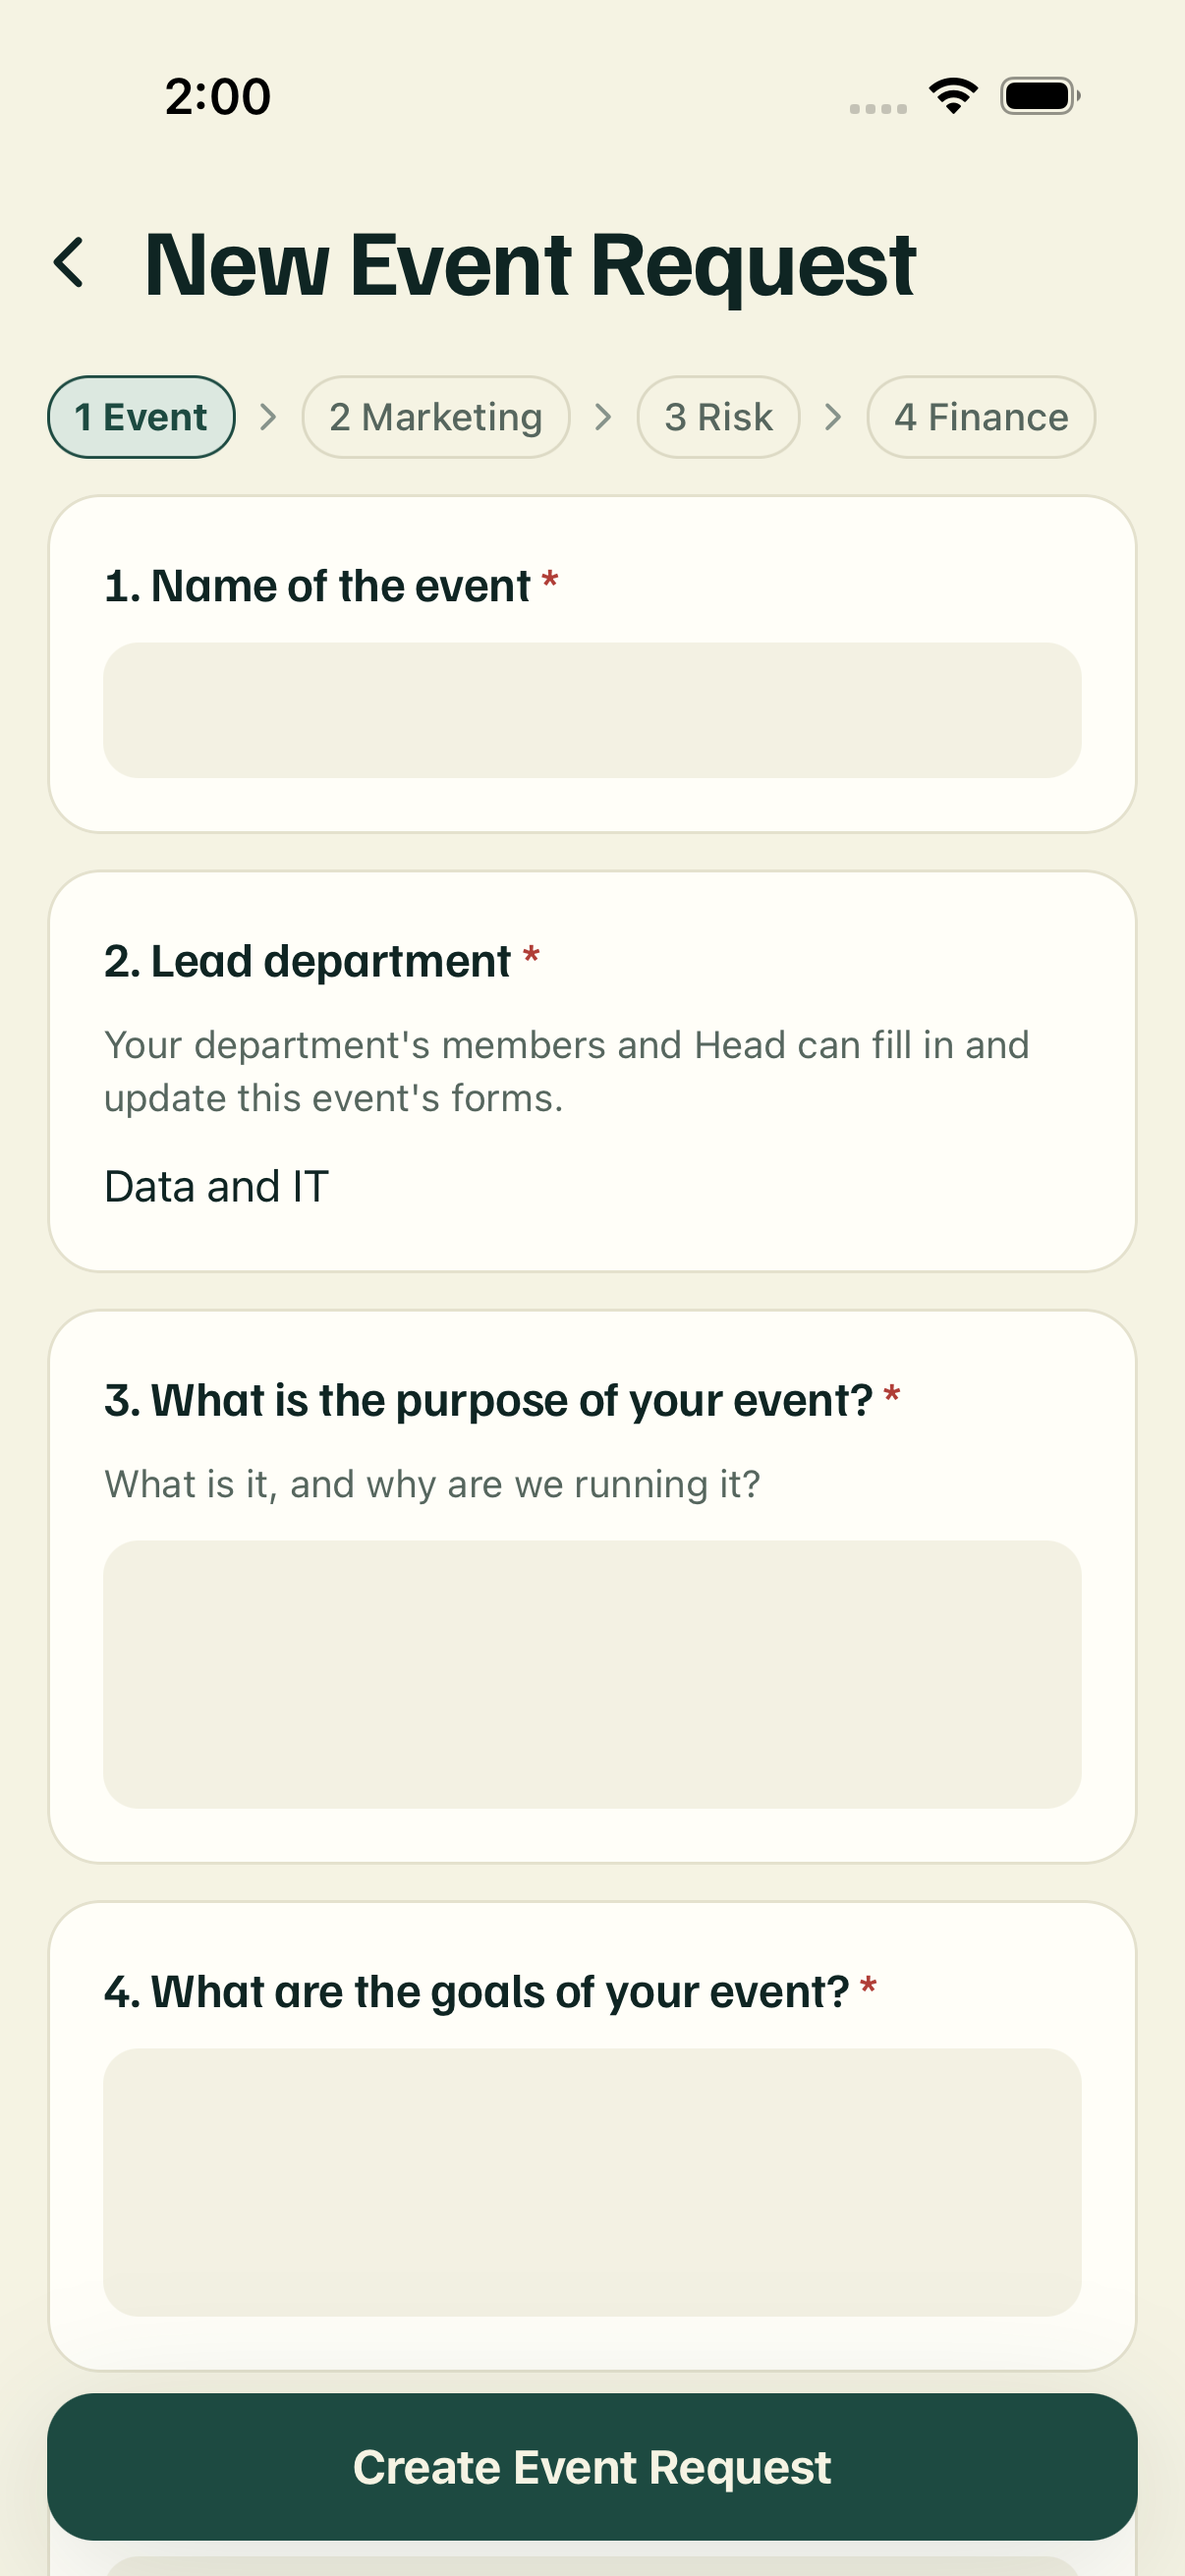 2:00
New Event Request
1 Event > 2 Marketing > 3 Risk > 4 Finance
1. Name of the event *
2. Lead department *
Your department's members and Head can fill in and
update this event's forms.
Data and IT
3. What is the purpose of your event? *
What is it, and why are we running it?
4. What are the goals of your event? *
Create Event Request